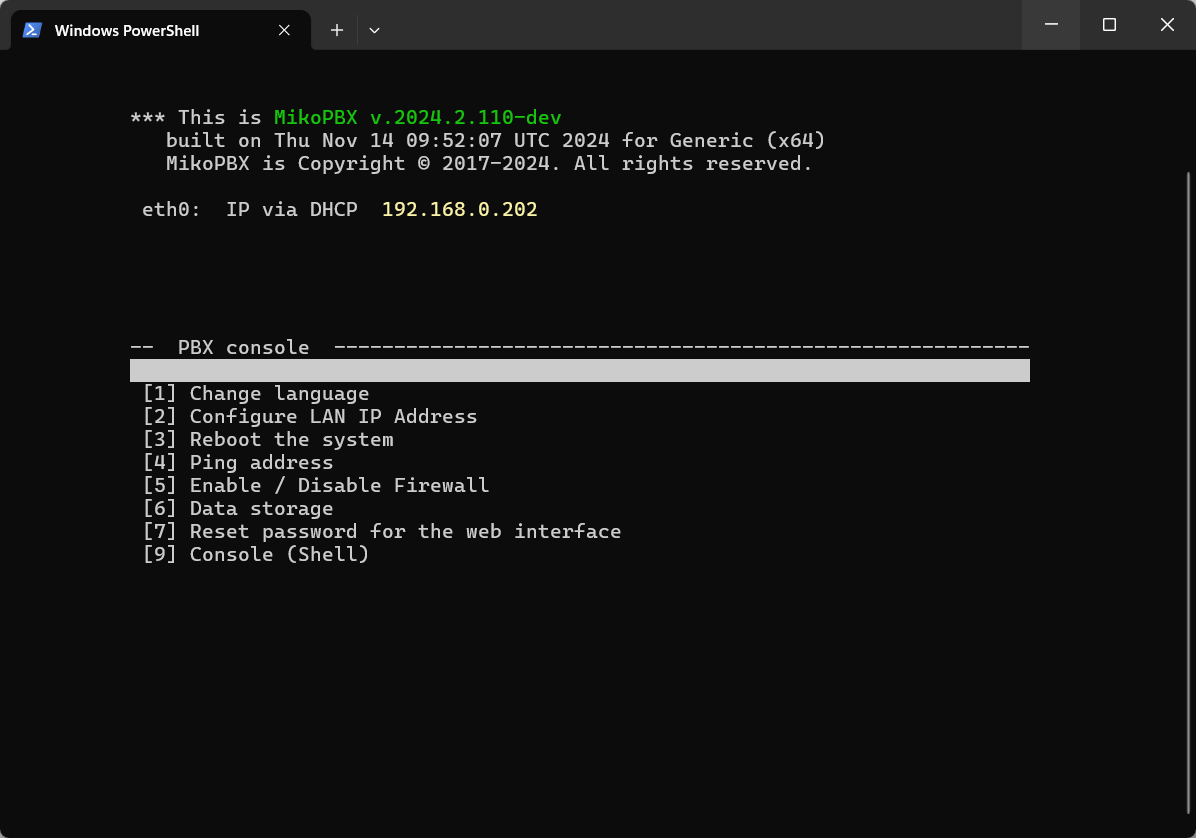 Windows PowerShell
*** This is MikoPBX v.2024.2.110-dev
built on Thu Nov 14 09:52:07 UTC 2024 for Generic (x64)
MikoPBX is Copyright © 2017-2024. All rights reserved.
eth0: IP via DHCP 192.168.0.202
-- PBX console ----------------------------------------------------------
[1] Change language
[2] Configure LAN IP Address
[3] Reboot the system
[4] Ping address
[5] Enable / Disable Firewall
[6] Data storage
[7] Reset password for the web interface
[9] Console (Shell)